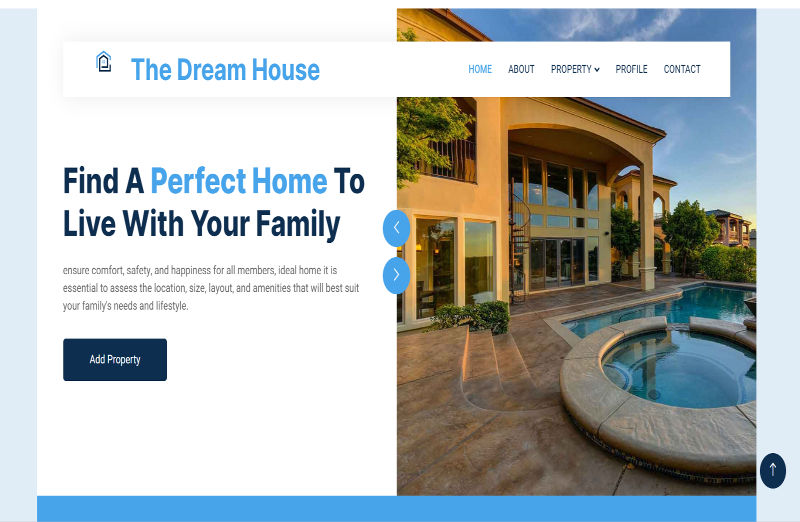 The Dream House
HOME ABOUT PROPERTY PROFILE CONTACT
Find A Perfect Home To
Live With Your Family
ensure comfort, safety, and happiness for all members, ideal home it is
essential to assess the location, size, layout, and amenities that will best suit
your family's needs and lifestyle.
Add Property